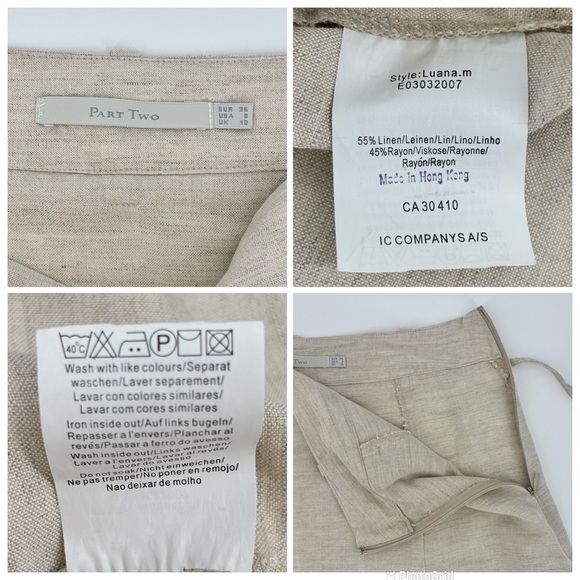 PART TWO
EUR 36
USA 8
UK 10
Style:Luana.m
E03032007
55% Linen/Leinen/Lin/Lino/Linho
45%Rayon/Viskose/Rayonne/
Rayón/Rayon
Made In Hong Kong
CA30410
IC COMPANYS A/S
40°C
P
Wash with like colours/Separat
waschen/Laver separement/
Lavar con colores similares/
Lavar com cores similares
Iron inside out/Auf links bugeln/
Repasser a l'envers/Planchar al
revés/Passar a ferro do avesso
Wash inside out/Links waschen/
Laver a l'envers/Lavar al revés/
Lavar do avesso
Do not soak/Nicht einweichen/
Ne pas tremper/No poner en remojo/
Nao deixar de molho
Two
PhotoGrid